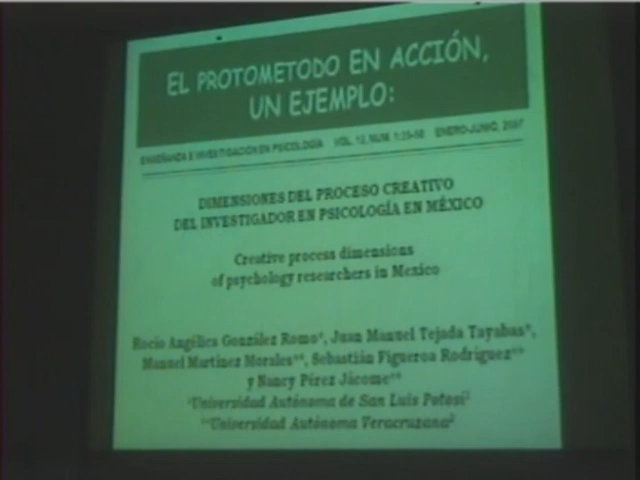 EL PROTOMETODO EN ACCIÓN,
UN EJEMPLO:
ENSEÑANZA E INVESTIGACIÓN EN PSICOLOGÍA VOL. 12, NUM. 1: 35-56 ENERO-JUNIO, 2007
DIMENSIONES DEL PROCESO CREATIVO
DEL INVESTIGADOR EN PSICOLOGÍA EN MÉXICO
Creative process dimensions
of psychology researchers in Mexico
Rocío Angélica González Romo*, Juan Manuel Tejada Tayabas*,
Manuel Martínez Morales**, Sebastián Figueroa Rodríguez**
y Nancy Pérez Jácome**
*Universidad Autónoma de San Luis Potosí
**Universidad Autónoma Veracruzana²